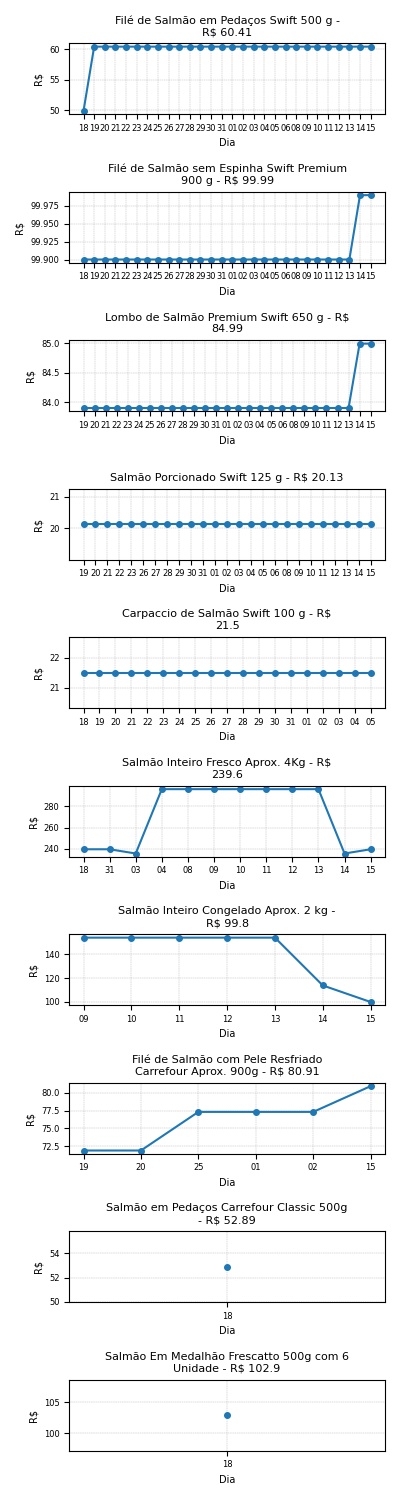 Filé de Salmão em Pedaços Swift 500 g -
R$ 60.41
60
55
50
R$
18 19 20 21 22 23 24 25 26 27 28 29 30 31 01 02 03 04 05 06 08 09 10 11 12 13 14 15
Dia
Filé de Salmão sem Espinha Swift Premium
900 g - R$ 99.99
99.975
99.950
99.925
99.900
R$
18 19 20 21 22 23 24 25 26 27 28 29 30 31 01 02 03 04 05 06 08 09 10 11 12 13 14 15
Dia
Lombo de Salmão Premium Swift 650 g - R$
84.99
85.0
84.5
84.0
R$
19 20 21 22 23 24 25 26 27 28 29 30 31 01 02 03 04 05 06 08 09 10 11 12 13 14 15
Dia
Salmão Porcionado Swift 125 g - R$ 20.13
21
20
R$
19 20 21 22 23 26 27 28 29 30 31 01 02 03 04 05 06 08 09 10 11 12 13 14 15
Dia
Carpaccio de Salmão Swift 100 g - R$
21.5
22
21
R$
18 19 20 21 22 23 24 25 26 27 28 29 30 31 01 02 03 04 05
Dia
Salmão Inteiro Fresco Aprox. 4Kg - R$
239.6
280
260
240
R$
18 31 03 04 08 09 10 11 12 13 14 15
Dia
Salmão Inteiro Congelado Aprox. 2 kg -
R$ 99.8
140
120
100
R$
09 10 11 12 13 14 15
Dia
Filé de Salmão com Pele Resfriado
Carrefour Aprox. 900g - R$ 80.91
80.0
77.5
75.0
72.5
R$
19 20 25 01 02 15
Dia
Salmão em Pedaços Carrefour Classic 500g
- R$ 52.89
54
52
50
R$
18
Dia
Salmão Em Medalhão Frescatto 500g com 6
Unidade - R$ 102.9
105
100
R$
18
Dia